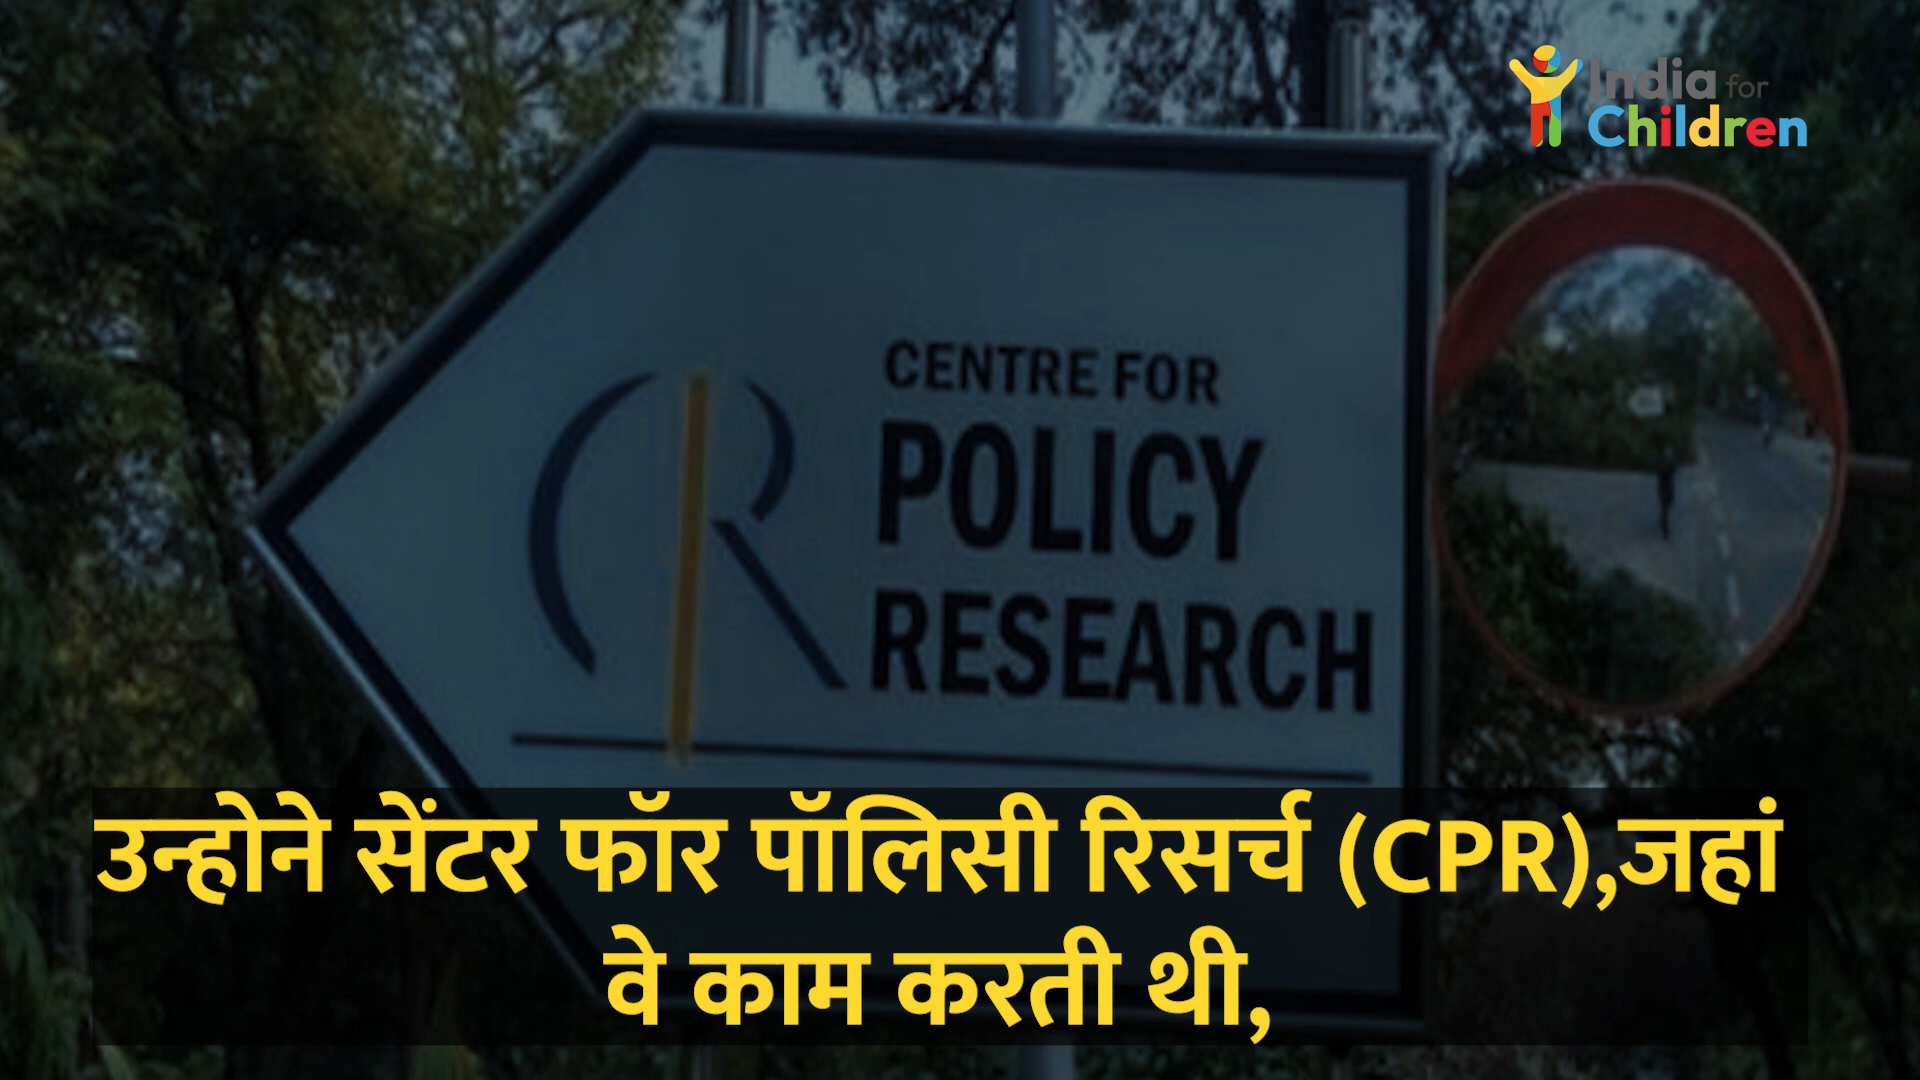 India for
Children
CENTRE FOR
POLICY
RESEARCH
उन्होने सेंटर फॉर पॉलिसी रिसर्च (CPR),जहां
वे काम करती थी,